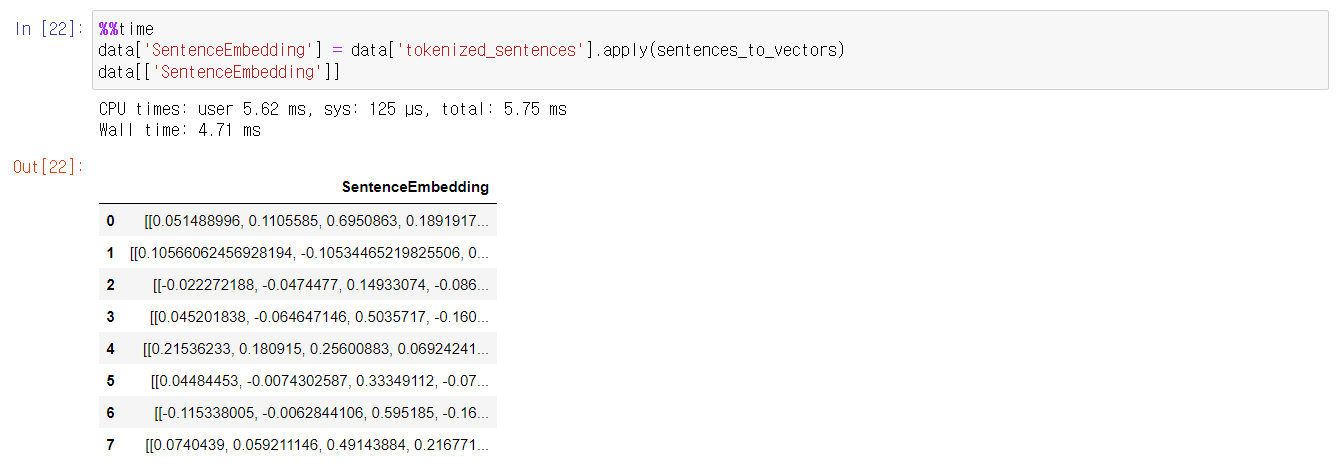 In [22]: %%time
data['SentenceEmbedding'] = data['tokenized_sentences'].apply(sentences_to_vectors)
data[['SentenceEmbedding']]
CPU times: user 5.62 ms, sys: 125 µs, total: 5.75 ms
Wall time: 4.71 ms
Out[22]:
SentenceEmbedding
0 [[0.051488996, 0.1105585, 0.6950863, 0.1891917...
1 [[0.10566062456928194, -0.10534465219825506, 0...
2 [[-0.022272188, -0.0474477, 0.14933074, -0.086...
3 [[0.045201838, -0.064647146, 0.5035717, -0.160...
4 [[0.21536233, 0.180915, 0.25600883, 0.06924241...
5 [[0.04484453, -0.0074302587, 0.33349112, -0.07...
6 [[-0.115338005, -0.0062844106, 0.595185, -0.16...
7 [[0.0740439, 0.059211146, 0.49143884, 0.216771...